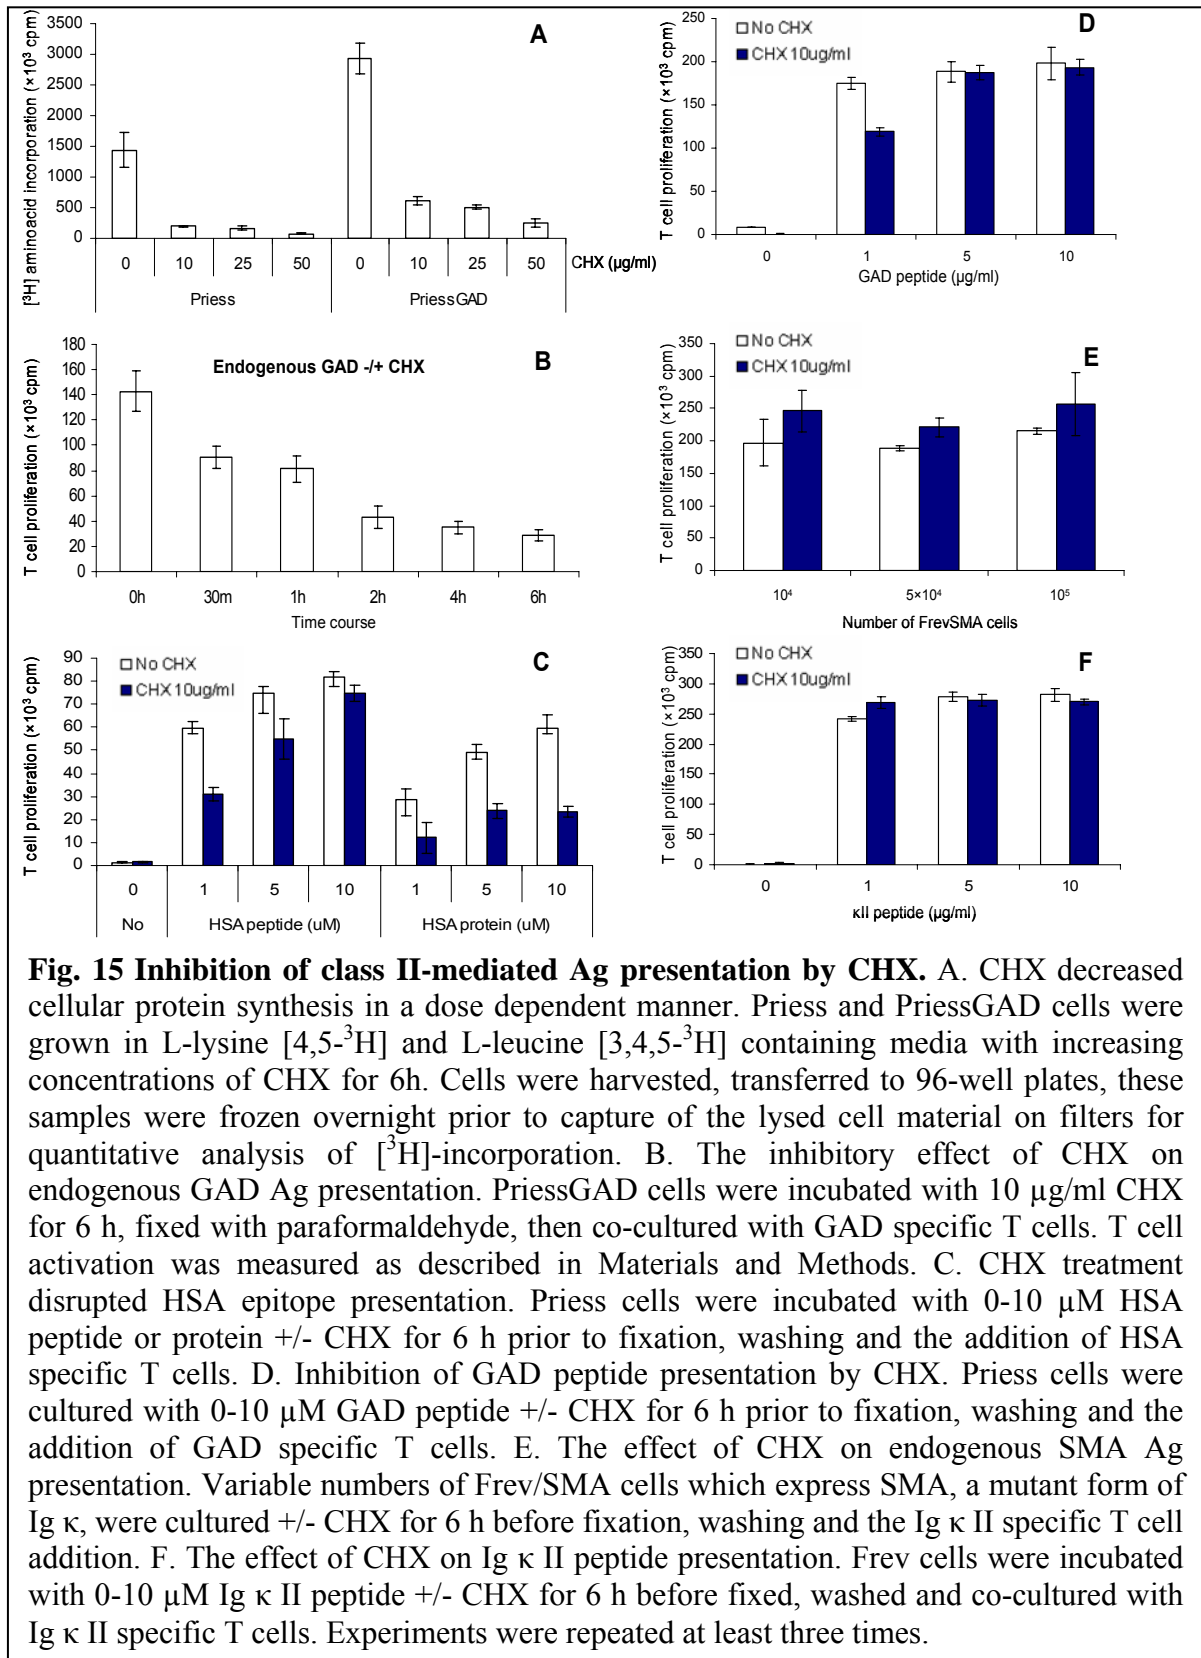 A
[³H] aminoacid incorporation (×10³ cpm)
3500
3000
2500
2000
1500
1000
500
0
0 10 25 50 0 10 25 50 CHX (µg/ml)
Priess PriessGAD
D
No CHX
CHX 10ug/ml
T cell proliferation (×10³ cpm)
250
200
150
100
50
0
0 1 5 10
GAD peptide (µg/ml)
B
Endogenous GAD -/+ CHX
T cell proliferation (×10³ cpm)
180
160
140
120
100
80
60
40
20
0
0h 30m 1h 2h 4h 6h
Time course
E
No CHX
CHX 10ug/ml
T cell proliferation (×10³ cpm)
350
300
250
200
150
100
50
0
10⁴ 5×10⁴ 10⁵
Number of FrevSMA cells
C
No CHX
CHX 10ug/ml
T cell proliferation (×10³ cpm)
90
80
70
60
50
40
30
20
10
0
0 1 5 10 1 5 10
No HSA peptide (uM) HSA protein (uM)
F
No CHX
CHX 10ug/ml
T cell proliferation (×10³ cpm)
350
300
250
200
150
100
50
0
0 1 5 10
κII peptide (µg/ml)
Fig. 15 Inhibition of class II-mediated Ag presentation by CHX. A. CHX decreased
cellular protein synthesis in a dose dependent manner. Priess and PriessGAD cells were
grown in L-lysine [4,5-³H] and L-leucine [3,4,5-³H] containing media with increasing
concentrations of CHX for 6h. Cells were harvested, transferred to 96-well plates, these
samples were frozen overnight prior to capture of the lysed cell material on filters for
quantitative analysis of [³H]-incorporation. B. The inhibitory effect of CHX on
endogenous GAD Ag presentation. PriessGAD cells were incubated with 10 µg/ml CHX
for 6 h, fixed with paraformaldehyde, then co-cultured with GAD specific T cells. T cell
activation was measured as described in Materials and Methods. C. CHX treatment
disrupted HSA epitope presentation. Priess cells were incubated with 0-10 µM HSA
peptide or protein +/- CHX for 6 h prior to fixation, washing and the addition of HSA
specific T cells. D. Inhibition of GAD peptide presentation by CHX. Priess cells were
cultured with 0-10 µM GAD peptide +/- CHX for 6 h prior to fixation, washing and the
addition of GAD specific T cells. E. The effect of CHX on endogenous SMA Ag
presentation. Variable numbers of Frev/SMA cells which express SMA, a mutant form of
Ig κ, were cultured +/- CHX for 6 h before fixation, washing and the Ig κ II specific T cell
addition. F. The effect of CHX on Ig κ II peptide presentation. Frev cells were incubated
with 0-10 µM Ig κ II peptide +/- CHX for 6 h before fixed, washed and co-cultured with
Ig κ II specific T cells. Experiments were repeated at least three times.